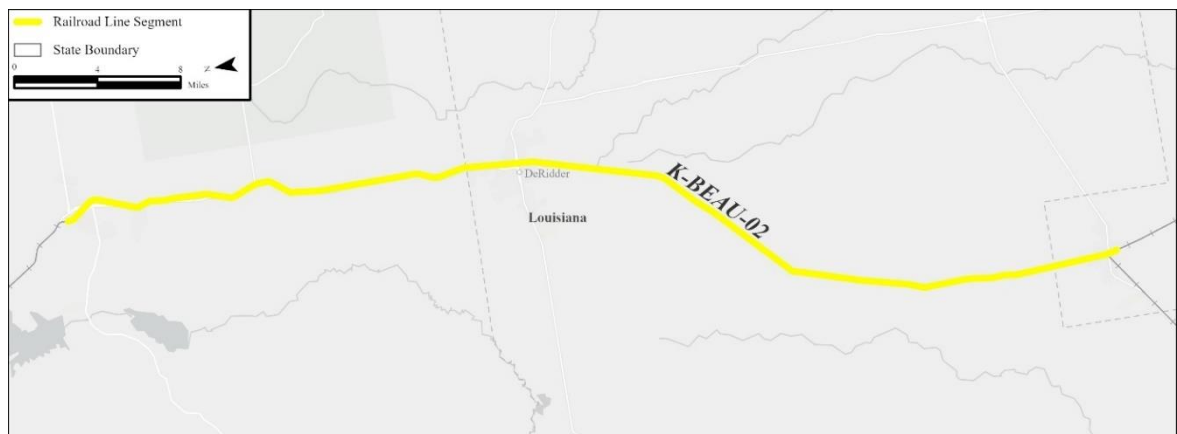 Railroad Line Segment
State Boundary
0 4 8 Z
Miles
DeRidder
Louisiana
K-BEAU-02